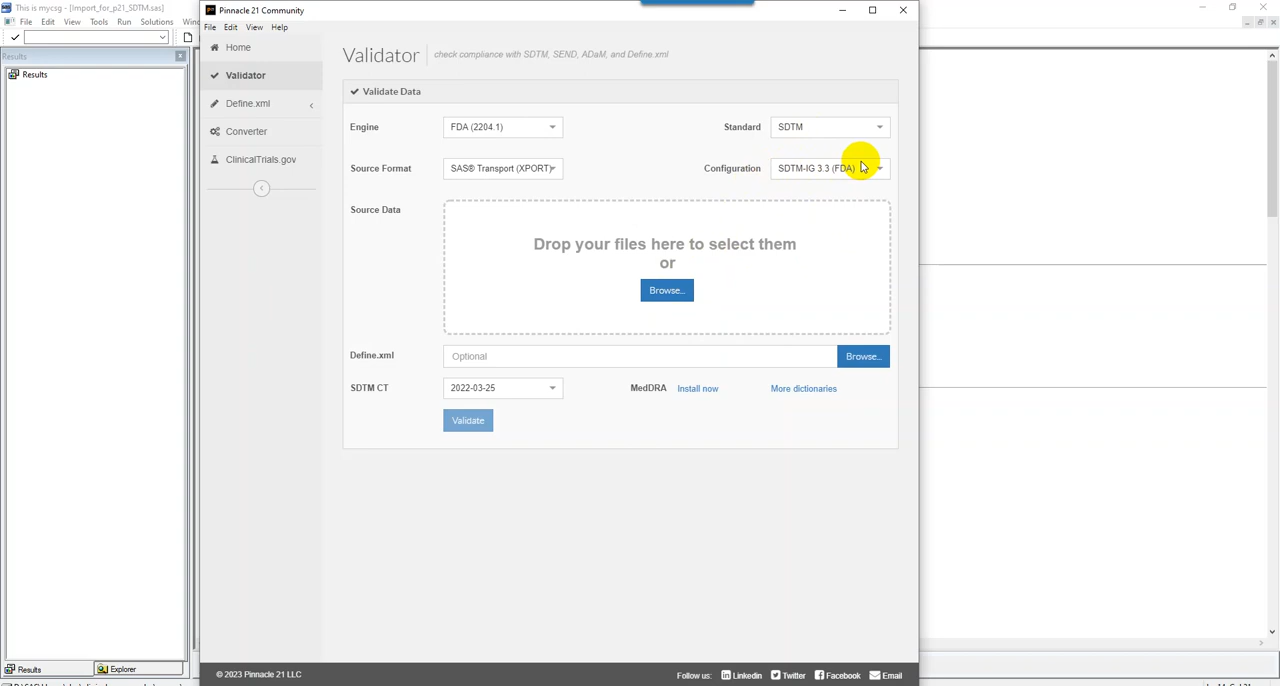 This is mycsg - [Import_for_p21_SDTM.sas]
File Edit View Tools Run Solutions
Results
Results
Results Explorer
Pinnacle 21 Community
File Edit View Help
Home
Validator
Define.xml
Converter
ClinicalTrials.gov
Validator check compliance with SDTM, SEND, ADaM, and Define.xml
Validate Data
Engine FDA (2204.1) Standard SDTM
Source Format SAS® Transport (XPORT) Configuration SDTM-IG 3.3 (FDA)
Source Data
Drop your files here to select them
or
Browse...
Define.xml Optional Browse...
SDTM CT 2022-03-25 MedDRA Install now More dictionaries
Validate
© 2023 Pinnacle 21 LLC Follow us: Linkedin Twitter Facebook Email